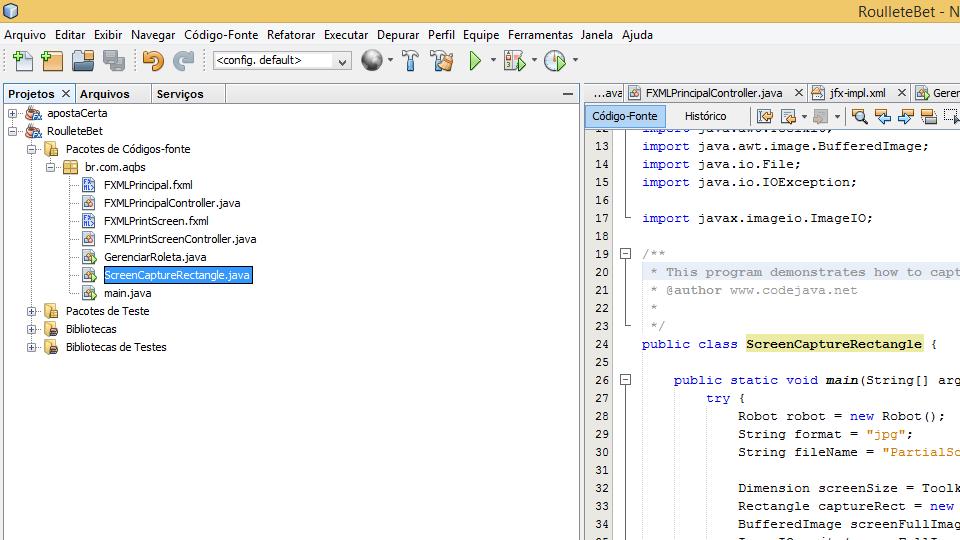 RoulleteBet - N
Arquivo Editar Exibir Navegar Código-Fonte Refatorar Executar Depurar Perfil Equipe Ferramentas Janela Ajuda
<config. default>
Projetos Arquivos Serviços
apostaCerta
RoulleteBet
Pacotes de Códigos-fonte
br.com.aqbs
FXMLPrincipal.fxml
FXMLPrincipalController.java
FXMLPrintScreen.fxml
FXMLPrintScreenController.java
GerenciarRoleta.java
ScreenCaptureRectangle.java
main.java
Pacotes de Teste
Bibliotecas
Bibliotecas de Testes
...ava FXMLPrincipalController.java jfx-impl.xml Geren
Código-Fonte Histórico
12
13 import java.awt.image.BufferedImage;
14 import java.io.File;
15 import java.io.IOException;
16
17 import javax.imageio.ImageIO;
18
19 /**
20 * This program demonstrates how to capt
21 * @author www.codejava.net
22 *
23 */
24 public class ScreenCaptureRectangle {
25
26 public static void main(String[] arg
27 try {
28 Robot robot = new Robot();
29 String format = "jpg";
30 String fileName = "PartialSc
31
32 Dimension screenSize = Toolk
33 Rectangle captureRect = new
34 BufferedImage screenFullImag